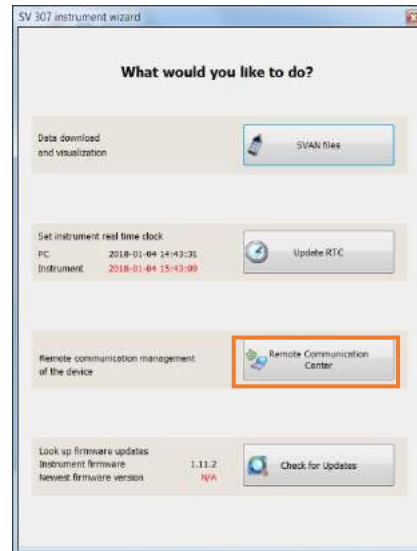 SV 307 instrument wizard
What would you like to do?
Data download
and visualization
SVAN files
Set instrument real time clock
PC 2018-01-04 14:43:31
Instrument 2018-01-04 15:43:09
Update RTC
Remote communication management
of the device
Remote Communication
Center
Look up firmware updates
Instrument firmware 1.11.2
Newest firmware version N/A
Check for Updates